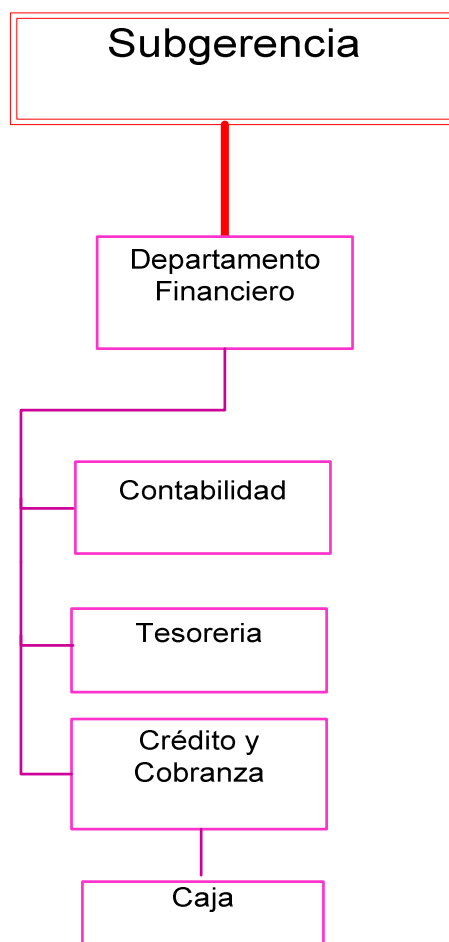 Subgerencia
Departamento
Financiero
Contabilidad
Tesoreria
Crédito y
Cobranza
Caja